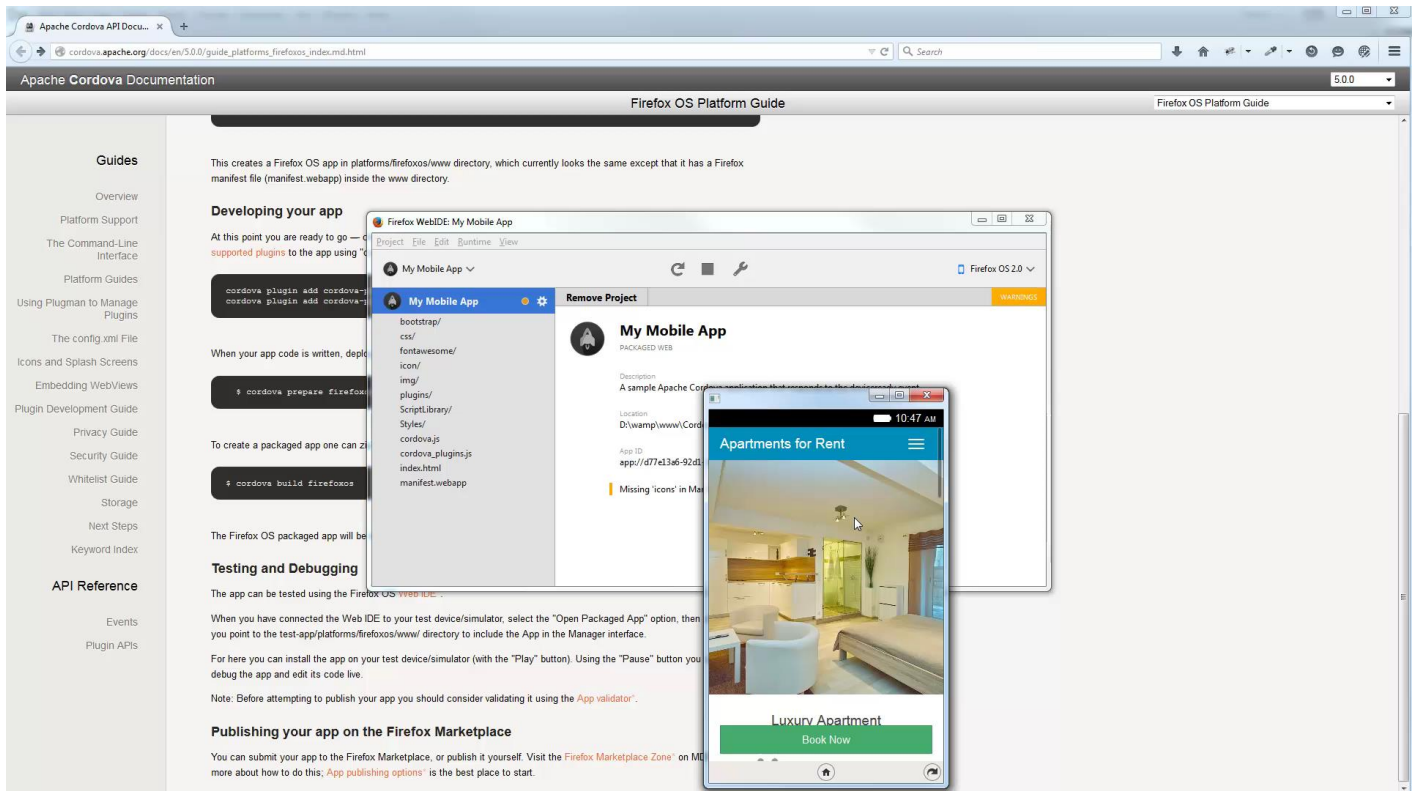 Apache Cordova API Docu...
cordova.apache.org/docs/en/5.0.0/guide_platforms_firefoxos_index.md.html
Search
Apache Cordova Documentation
5.0.0
Firefox OS Platform Guide
Firefox OS Platform Guide
Guides
Overview
Platform Support
The Command-Line
Interface
Platform Guides
Using Plugman to Manage
Plugins
The config.xml File
Icons and Splash Screens
Embedding WebViews
Plugin Development Guide
Privacy Guide
Security Guide
Whitelist Guide
Storage
Next Steps
Keyword Index
API Reference
Events
Plugin APIs
This creates a Firefox OS app in platforms/firefoxos/www directory, which currently looks the same except that it has a Firefox
manifest file (manifest.webapp) inside the www directory.
Developing your app
At this point you are ready to go —
supported plugins to the app using
cordova plugin add
cordova plugin add
When your app code is written,
$ cordova prepare
To create a packaged app one can
$ cordova build firefoxos
The Firefox OS packaged app will be
Testing and Debugging
The app can be tested using the Firefox OS Web IDE
When you have connected the Web IDE to your test device/simulator, select the "Open Packaged App" option, then
you point to the test-app/platforms/firefoxos/www/ directory to include the App in the Manager interface.
For here you can install the app on your test device/simulator (with the "Play" button). Using the "Pause" button you
debug the app and edit its code live.
Note: Before attempting to publish your app you should consider validating it using the App validator.
Publishing your app on the Firefox Marketplace
You can submit your app to the Firefox Marketplace, or publish it yourself. Visit the Firefox Marketplace Zone on
more about how to do this; App publishing options is the best place to start.
Firefox WebIDE: My Mobile App
Project File Edit Runtime View
My Mobile App
Firefox OS 2.0
My Mobile App
bootstrap/
css/
fontawesome/
icon/
img/
plugins/
ScriptLibrary/
Styles/
cordova.js
cordova_plugins.js
index.html
manifest.webapp
Remove Project
WARNINGS
My Mobile App
PACKAGED WEB
Description
A sample Apache Cordova application that responds to the deviceready event.
Location
D:\wamp\www\Cord
App ID
app://d77e13a6-92d1
Missing 'icons' in
10:47 AM
Apartments for Rent
Luxury Apartment
Book Now